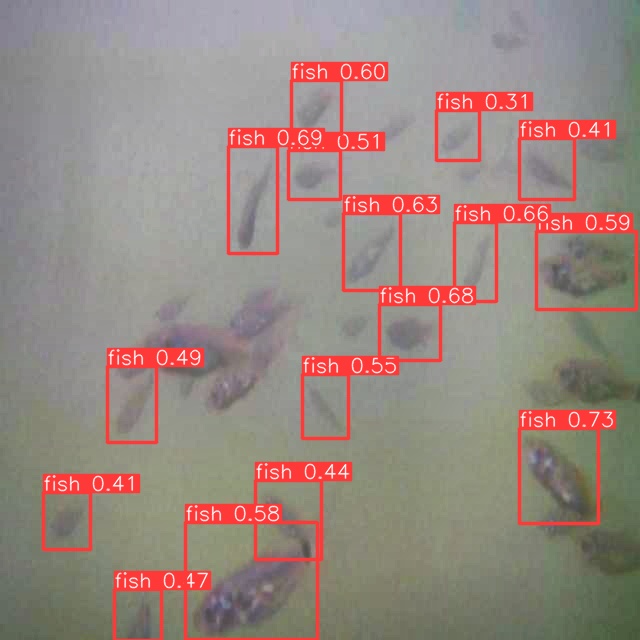 fish 0.60
fish 0.31
fish 0.41
fish 0.69
0.51
fish 0.63
fish 0.66
fish 0.59
fish 0.68
fish 0.49
fish 0.55
fish 0.73
fish 0.44
fish 0.41
fish 0.58
fish 0.47